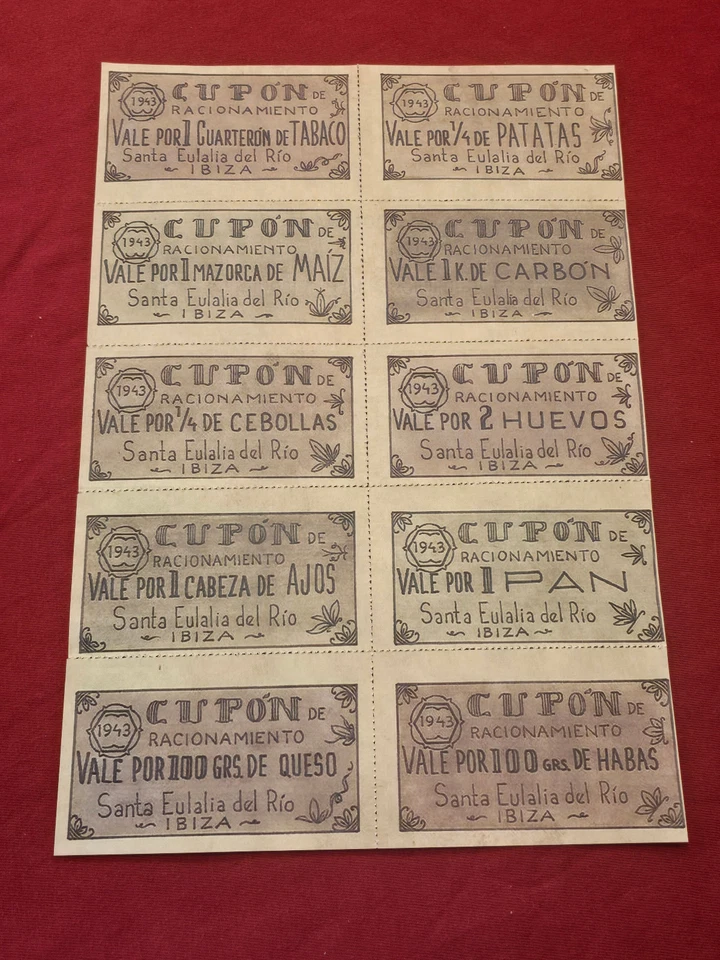 1943
CUPÓN DE
RACIONAMIENTO
VALE POR 1 CUARTERÓN DE TABACO
Santa Eulalia del Río
IBIZA
1943
CUPÓN DE
RACIONAMIENTO
VALE POR 1/4 DE PATATAS
Santa Eulalia del Río
IBIZA
1943
CUPÓN DE
RACIONAMIENTO
VALE POR 1 MAZORCA DE MAÍZ
Santa Eulalia del Río
IBIZA
1943
CUPÓN DE
RACIONAMIENTO
VALE 1 K. DE CARBÓN
Santa Eulalia del Río
IBIZA
1943
CUPÓN DE
RACIONAMIENTO
VALE POR 1/4 DE CEBOLLAS
Santa Eulalia del Río
IBIZA
1943
CUPÓN DE
RACIONAMIENTO
VALE POR 2 HUEVOS
Santa Eulalia del Río
IBIZA
1943
CUPÓN DE
RACIONAMIENTO
VALE POR 1 CABEZA DE AJOS
Santa Eulalia del Río
IBIZA
1943
CUPÓN DE
RACIONAMIENTO
VALE POR 1 PAN
Santa Eulalia del Río
IBIZA
1943
CUPÓN DE
RACIONAMIENTO
VALE POR 100 GRS. DE QUESO
Santa Eulalia del Río
IBIZA
1943
CUPÓN DE
RACIONAMIENTO
VALE POR 100 GRS. DE HABAS
Santa Eulalia del Río
IBIZA